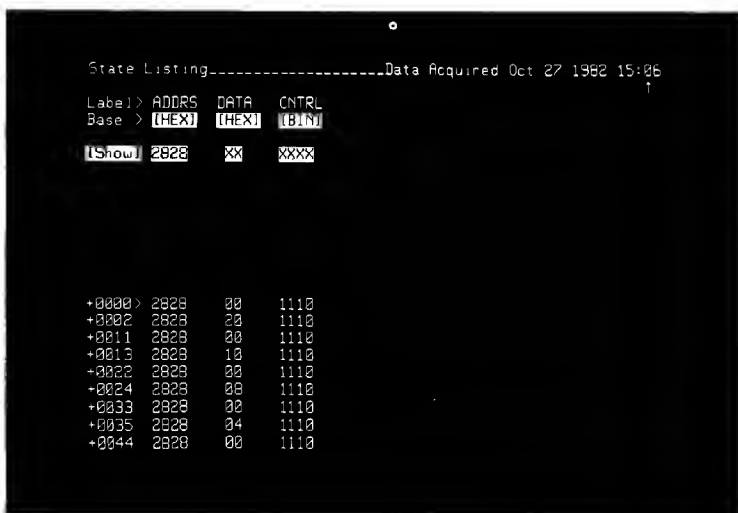 State Listing______________________Data Acquired Oct 27 1982 15:06
↑
Label> ADDRS DATA CNTRL
Base > [HEX] [HEX] [BIN]
[Show] 2828 XX XXXX
+0000> 2828 00 1110
+0002 2828 20 1110
+0011 2828 00 1110
+0013 2828 10 1110
+0022 2828 00 1110
+0024 2828 08 1110
+0033 2828 00 1110
+0035 2828 04 1110
+0044 2828 00 1110